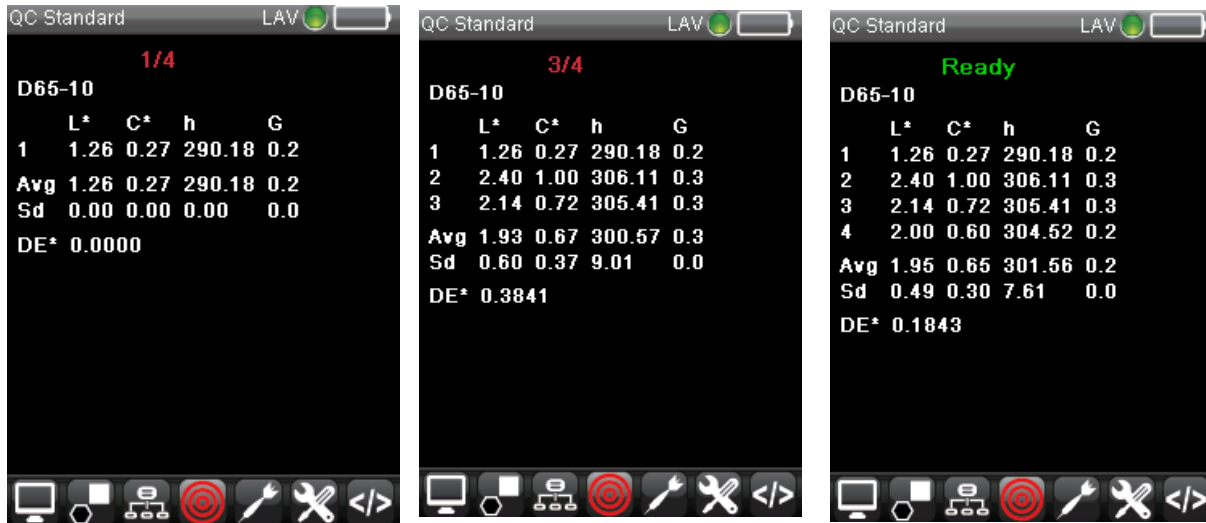 QC Standard LAV
1/4
D65-10
L* C* h G
1 1.26 0.27 290.18 0.2
Avg 1.26 0.27 290.18 0.2
Sd 0.00 0.00 0.00 0.0
DE* 0.0000
</>
QC Standard LAV
3/4
D65-10
L* C* h G
1 1.26 0.27 290.18 0.2
2 2.40 1.00 306.11 0.3
3 2.14 0.72 305.41 0.3
Avg 1.93 0.67 300.57 0.3
Sd 0.60 0.37 9.01 0.0
DE* 0.3841
</>
QC Standard LAV
Ready
D65-10
L* C* h G
1 1.26 0.27 290.18 0.2
2 2.40 1.00 306.11 0.3
3 2.14 0.72 305.41 0.3
4 2.00 0.60 304.52 0.2
Avg 1.95 0.65 301.56 0.2
Sd 0.49 0.30 7.61 0.0
DE* 0.1843
</>